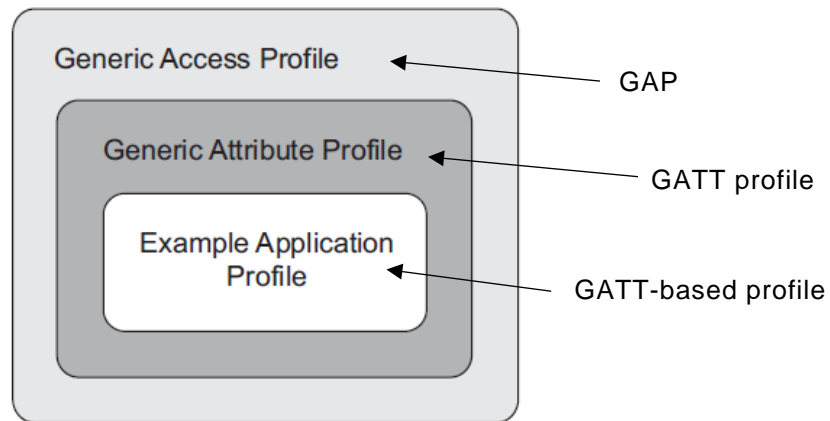 Generic Access Profile
GAP
Generic Attribute Profile
GATT profile
Example Application
Profile
GATT-based profile